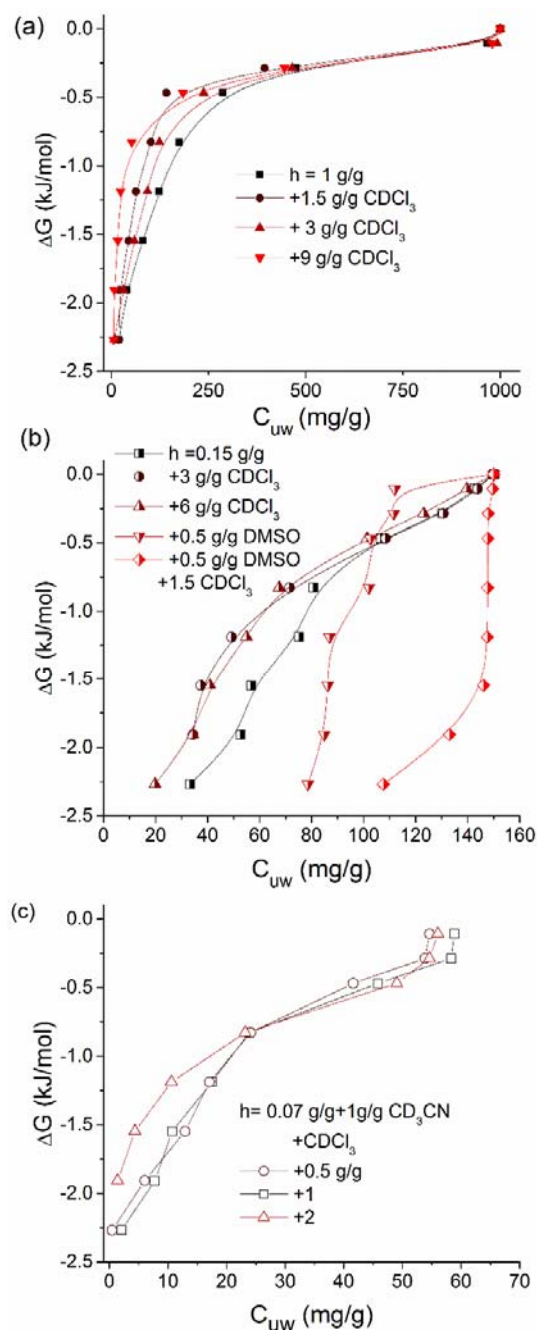 (a)
0.0
-0.5
-1.0
-1.5
-2.0
-2.5
ΔG (kJ/mol)
h = 1 g/g
+1.5 g/g CDCl₃
+ 3 g/g CDCl₃
+9 g/g CDCl₃
0 250 500 750 1000
C_uw (mg/g)
(b)
h =0.15 g/g
+3 g/g CDCl₃
+6 g/g CDCl₃
+0.5 g/g DMSO
+0.5 g/g DMSO
+1.5 CDCl₃
0.0
-0.5
-1.0
-1.5
-2.0
-2.5
ΔG (kJ/mol)
20 40 60 80 100 120 140 160
C_uw (mg/g)
(c)
0.0
-0.5
-1.0
-1.5
-2.0
-2.5
ΔG (kJ/mol)
h= 0.07 g/g+1g/g CD₃CN
+CDCl₃
+0.5 g/g
+1
+2
0 10 20 30 40 50 60 70
C_uw (mg/g)